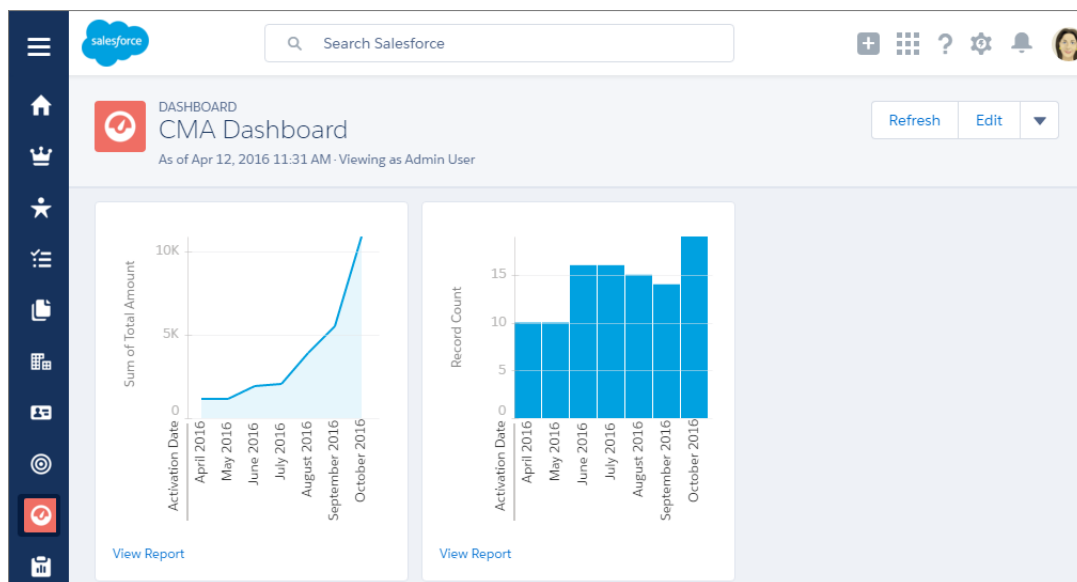 salesforce
Search Salesforce
?
DASHBOARD
CMA Dashboard
As of Apr 12, 2016 11:31 AM·Viewing as Admin User
Refresh
Edit
Sum of Total Amount
10K
5K
0
Activation Date
April 2016
May 2016
June 2016
July 2016
August 2016
September 2016
October 2016
View Report
Record Count
15
10
5
0
Activation Date
April 2016
May 2016
June 2016
July 2016
August 2016
September 2016
October 2016
View Report